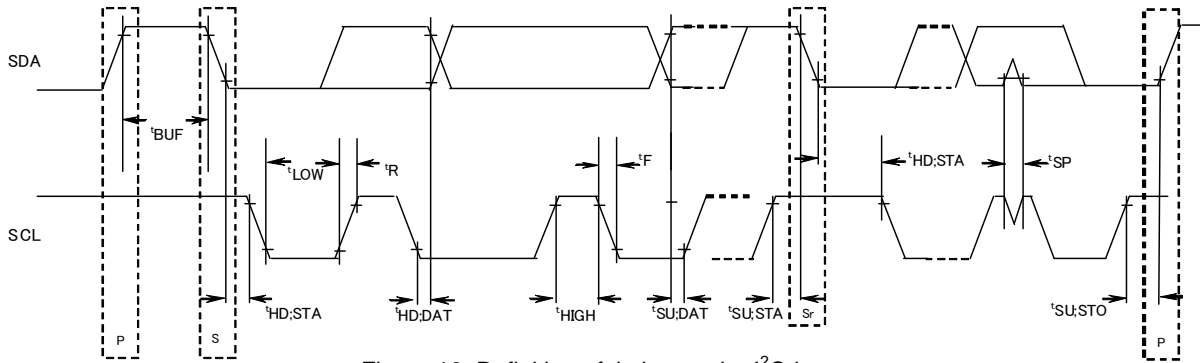 SDA
tBUF
tLOW
tR
tF
tHD;STA
tSP
SCL
tHD;STA
tHD;DAT
tHIGH
tSU;DAT
tSU;STA
Sr
tSU;STO
P
S
P